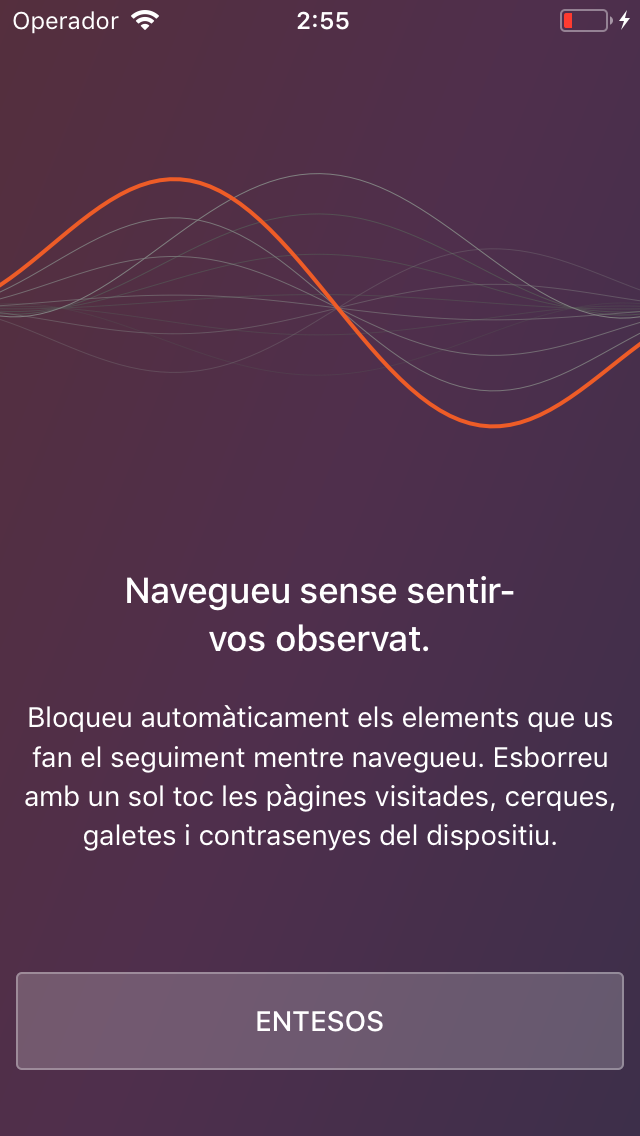 Operador 2:55
Navegueu sense sentir-
vos observat.
Bloqueu automàticament els elements que us
fan el seguiment mentre navegueu. Esborreu
amb un sol toc les pàgines visitades, cerques,
galetes i contrasenyes del dispositiu.
ENTESOS